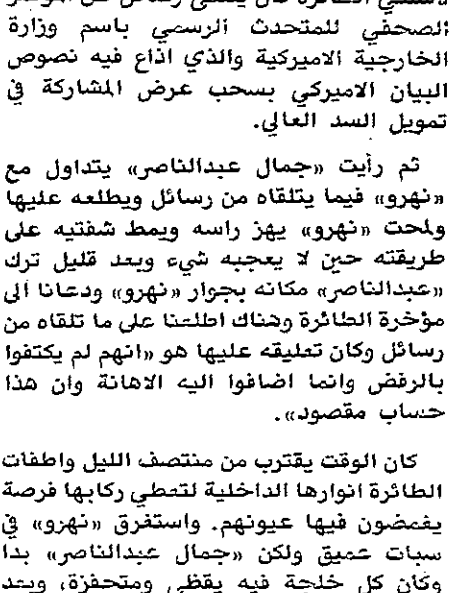 الصحفي للمتحدث الرسمي باسم وزارة
الخارجية الاميركية والذي اذاع فيه نصوص
البيان الاميركي بسحب عرض المشاركة في
تمويل السد العالي.
ثم رأيت «جمال عبدالناصر» يتداول مع
«نهرو» فيما يتلقاه من رسائل ويطلعه عليها
ولمحت «نهرو» يهز راسه ويمط شفتيه على
طريقته حين لا يعجبه شيء وبعد قليل ترك
«عبدالناصر» مكانه بجوار «نهرو» ودعانا الى
مؤخرة الطائرة وهناك اطلعنا على ما تلقاه من
رسائل وكان تعليقه عليها هو «انهم لم يكتفوا
بالرفض وانما اضافوا اليه الاهانة وان هذا
حساب مقصود».
كان الوقت يقترب من منتصف الليل واطفات
الطائرة انوارها الداخلية لتعطي ركابها فرصة
يغمضون فيها عيونهم. واستغرق «نهرو» في
سبات عميق ولكن «جمال عبدالناصر» بدا
وكأن كل خلجة فيه يقظى ومتحفزة، وبعد